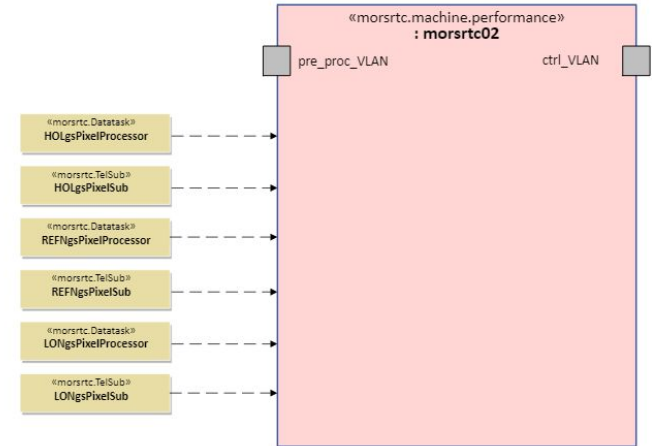 «morsrtc.machine.performance»
: morsrtc02
pre_proc_VLAN
ctrl_VLAN
«morsrtc.Datatask»
HOLgsPixelProcessor
«morsrtc.TelSub»
HOLgsPixelSub
«morsrtc.Datatask»
REFNgsPixelProcessor
«morsrtc.TelSub»
REFNgsPixelSub
«morsrtc.Datatask»
LONgsPixelProcessor
«morsrtc.TelSub»
LONgsPixelSub